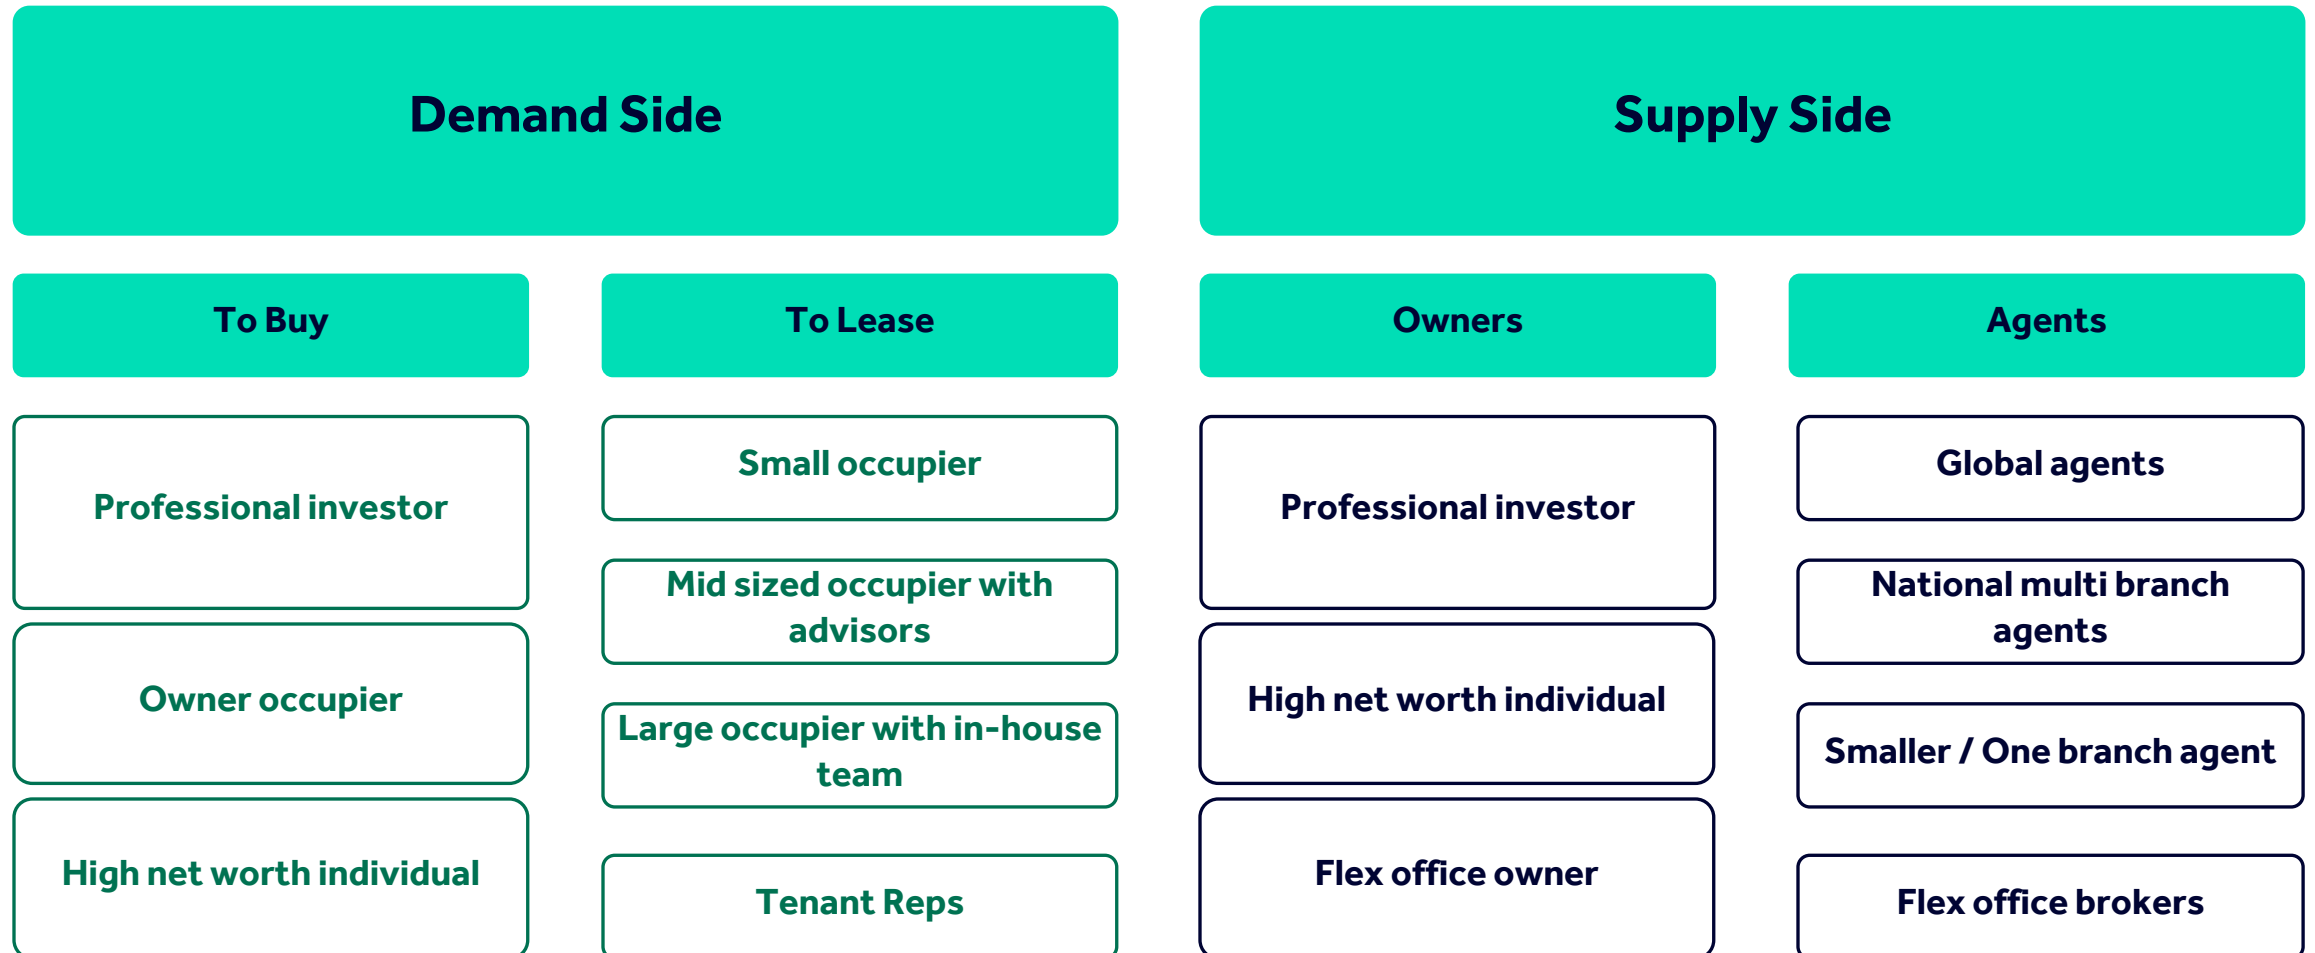 Demand Side
Supply Side
To Buy
To Lease
Owners
Agents
Professional investor
Owner occupier
High net worth individual
Small occupier
Mid sized occupier with
advisors
Large occupier with in-house
team
Tenant Reps
Professional investor
High net worth individual
Flex office owner
Global agents
National multi branch
agents
Smaller / One branch agent
Flex office brokers